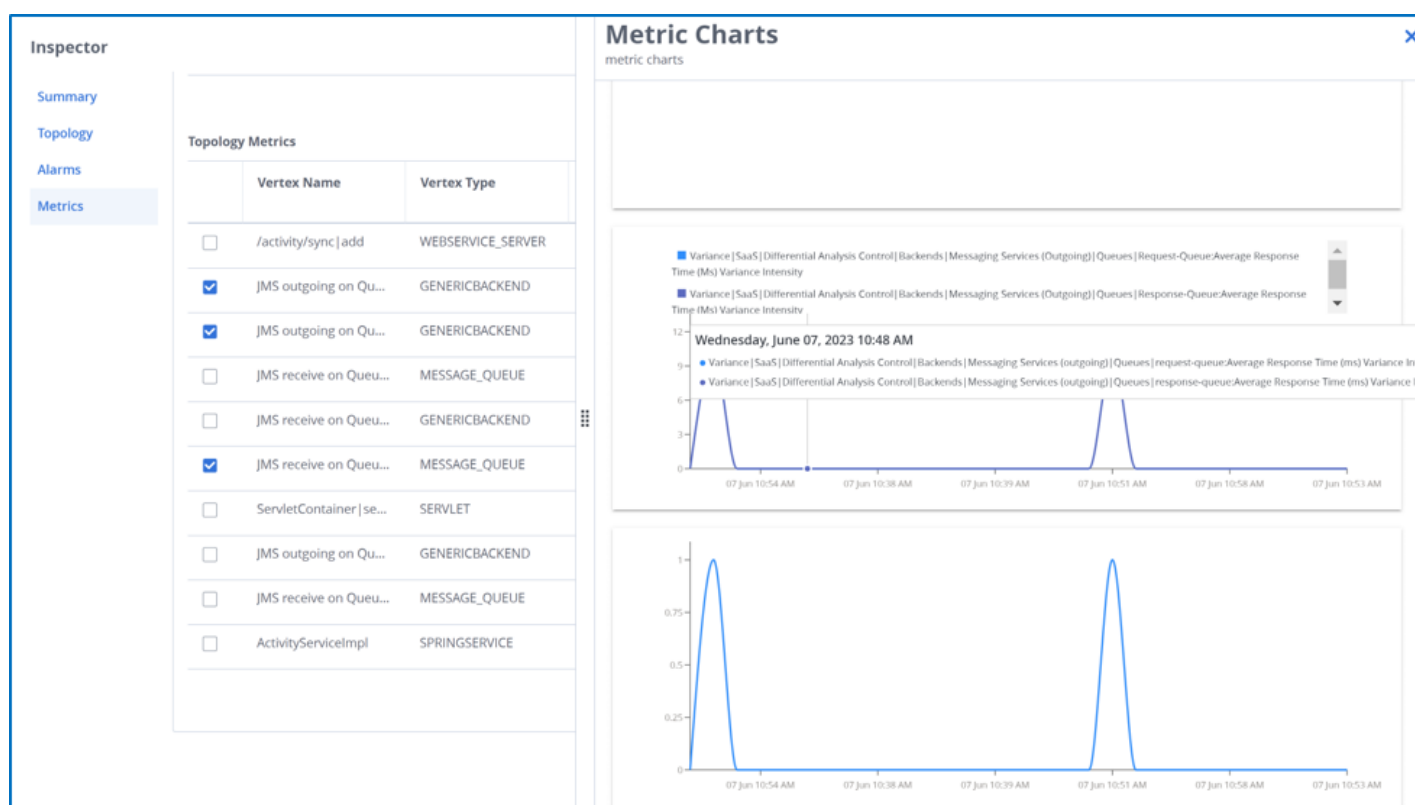 Inspector
Summary
Topology
Alarms
Metrics
Topology Metrics
Vertex Name Vertex Type
/activity/sync|add WEBSERVICE_SERVER
JMS outgoing on Qu... GENERICBACKEND
JMS outgoing on Qu... GENERICBACKEND
JMS receive on Queu... MESSAGE_QUEUE
JMS receive on Queu... GENERICBACKEND
JMS receive on Queu... MESSAGE_QUEUE
ServletContainer|se... SERVLET
JMS outgoing on Qu... GENERICBACKEND
JMS receive on Queu... MESSAGE_QUEUE
ActivityServiceImpl SPRINGSERVICE
Metric Charts
metric charts
Variance|SaaS|Differential Analysis Control|Backends|Messaging Services (Outgoing)|Queues|Request-Queue:Average Response
Time (Ms) Variance Intensity
Variance|SaaS|Differential Analysis Control|Backends|Messaging Services (Outgoing)|Queues|Response-Queue:Average Response
Time (Ms) Variance Intensity
12
Wednesday, June 07, 2023 10:48 AM
9
Variance|SaaS|Differential Analysis Control|Backends|Messaging Services (outgoing)|Queues|request-queue:Average Response Time (ms) Variance In
Variance|SaaS|Differential Analysis Control|Backends|Messaging Services (outgoing)|Queues|response-queue:Average Response Time (ms) Variance
6
3
0
07 Jun 10:54 AM 07 Jun 10:38 AM 07 Jun 10:39 AM 07 Jun 10:51 AM 07 Jun 10:58 AM 07 Jun 10:53 AM
1
0.75
0.5
0.25
0
07 Jun 10:54 AM 07 Jun 10:38 AM 07 Jun 10:39 AM 07 Jun 10:51 AM 07 Jun 10:58 AM 07 Jun 10:53 AM